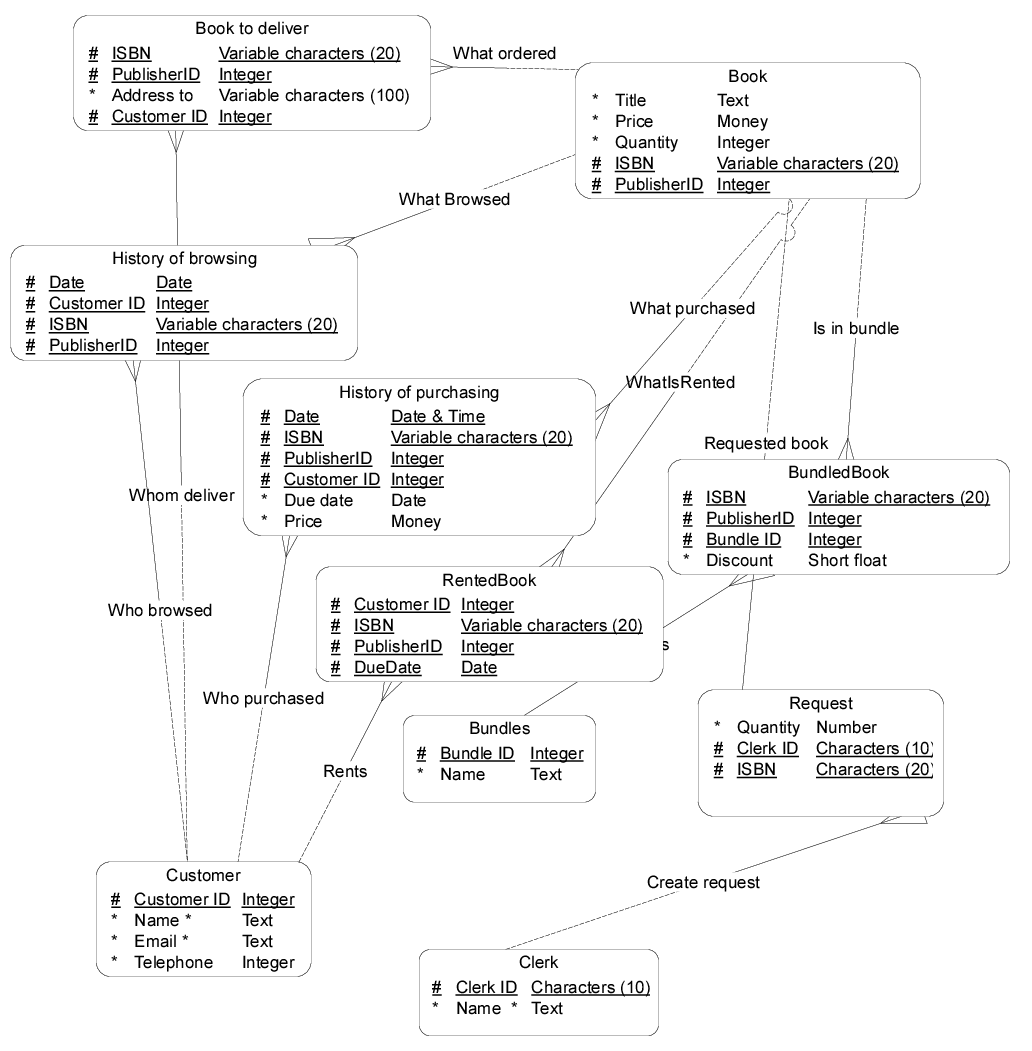 Book to deliver
# ISBN Variable characters (20)
# PublisherID Integer
* Address to Variable characters (100)
# Customer ID Integer
What ordered
Book
* Title Text
* Price Money
* Quantity Integer
# ISBN Variable characters (20)
# PublisherID Integer
What Browsed
History of browsing
# Date Date
# Customer ID Integer
# ISBN Variable characters (20)
# PublisherID Integer
What purchased
Is in bundle
WhatIsRented
History of purchasing
# Date Date & Time
# ISBN Variable characters (20)
# PublisherID Integer
# Customer ID Integer
* Due date Date
* Price Money
Requested book
BundledBook
# ISBN Variable characters (20)
# PublisherID Integer
# Bundle ID Integer
* Discount Short float
Whom deliver
Who browsed
RentedBook
# Customer ID Integer
# ISBN Variable characters (20)
# PublisherID Integer
# DueDate Date
s
Who purchased
Bundles
# Bundle ID Integer
* Name Text
Request
* Quantity Number
# Clerk ID Characters (10)
# ISBN Characters (20)
Rents
Create request
Customer
# Customer ID Integer
* Name * Text
* Email * Text
* Telephone Integer
Clerk
# Clerk ID Characters (10)
* Name * Text